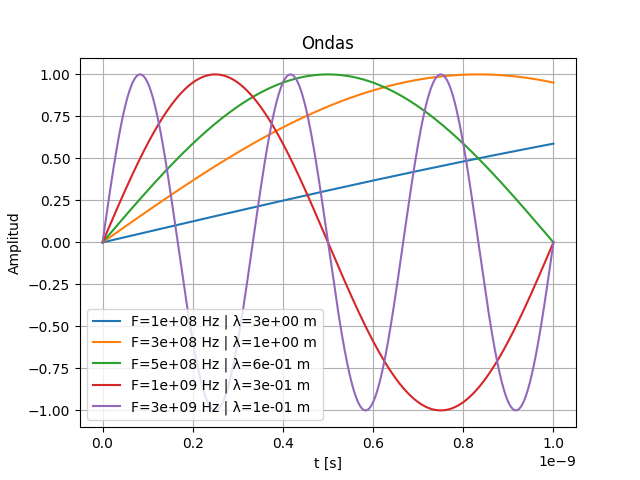 Ondas
1.00
0.75
0.50
0.25
0.00
−0.25
−0.50
−0.75
−1.00
Amplitud
F=1e+08 Hz | λ=3e+00 m
F=3e+08 Hz | λ=1e+00 m
F=5e+08 Hz | λ=6e-01 m
F=1e+09 Hz | λ=3e-01 m
F=3e+09 Hz | λ=1e-01 m
0.0 0.2 0.4 0.6 0.8 1.0
1e−9
t [s]